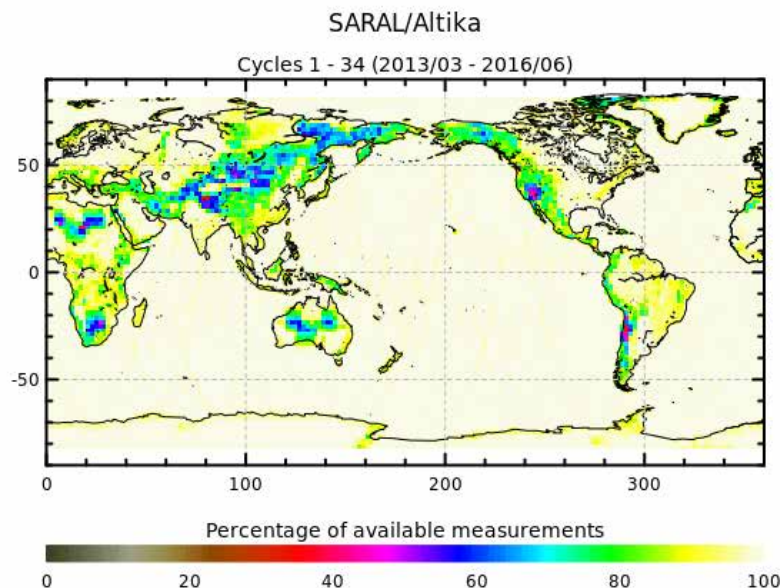 SARAL/Altika
Cycles 1 - 34 (2013/03 - 2016/06)
50
0
-50
0 100 200 300
Percentage of available measurements
0 20 40 60 80 100